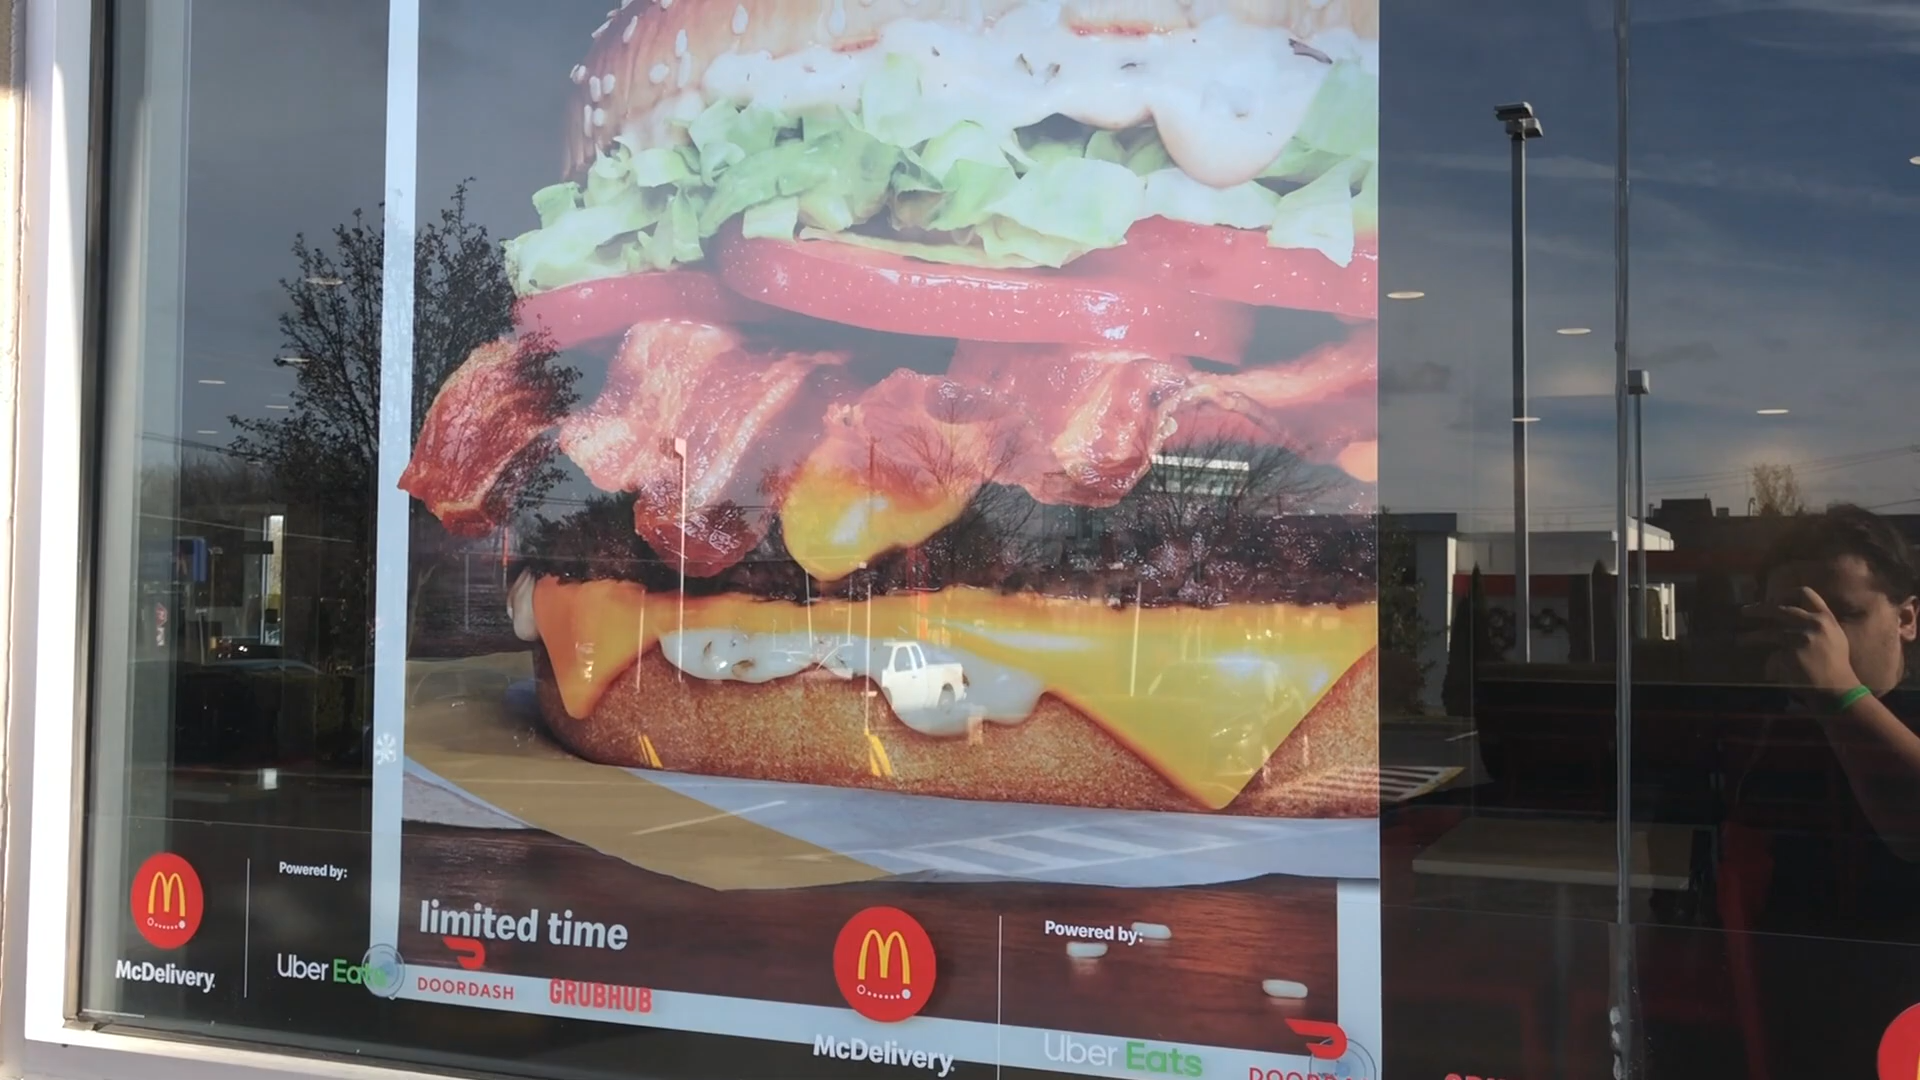 Powered by:
McDelivery.
Uber Eats
limited time
DOORDASH
GRUBHUB
Powered by:
McDelivery.
Uber Eats